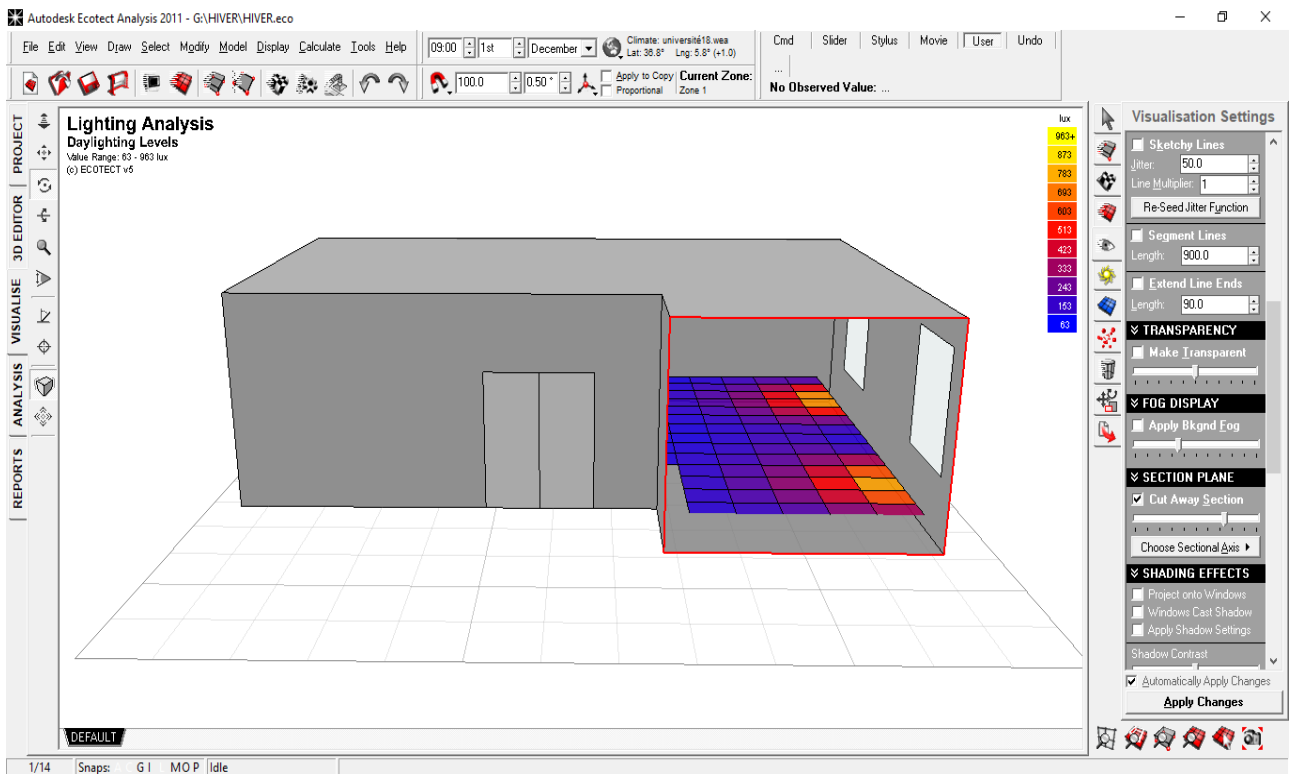 Autodesk Ecotect Analysis 2011 - G:\HIVER\HIVER.eco
File Edit View Draw Select Modify Model Display Calculate Tools Help
09:00 1st December
Climate: université18.wea
Lat: 36.8° Lng: 5.8° (+1.0)
Cmd Slider Stylus Movie User Undo
...
100.0 0.50 °
Apply to Copy
Proportional
Current Zone:
Zone 1
No Observed Value: ...
PROJECT
3D EDITOR
VISUALISE
ANALYSIS
REPORTS
Lighting Analysis
Daylighting Levels
Value Range: 63 - 963 lux
(c) ECOTECT v5
lux
963+
873
783
693
603
513
423
333
243
153
63
Visualisation Settings
Sketchy Lines
Jitter: 50.0
Line Multiplier: 1
Re-Seed Jitter Function
Segment Lines
Length: 900.0
Extend Line Ends
Length: 90.0
TRANSPARENCY
Make Transparent
FOG DISPLAY
Apply Bkgnd Fog
SECTION PLANE
Cut Away Section
Choose Sectional Axis
SHADING EFFECTS
Project onto Windows
Windows Cast Shadow
Apply Shadow Settings
Shadow Contrast
Automatically Apply Changes
Apply Changes
DEFAULT
1/14 Snaps: G I MO P Idle